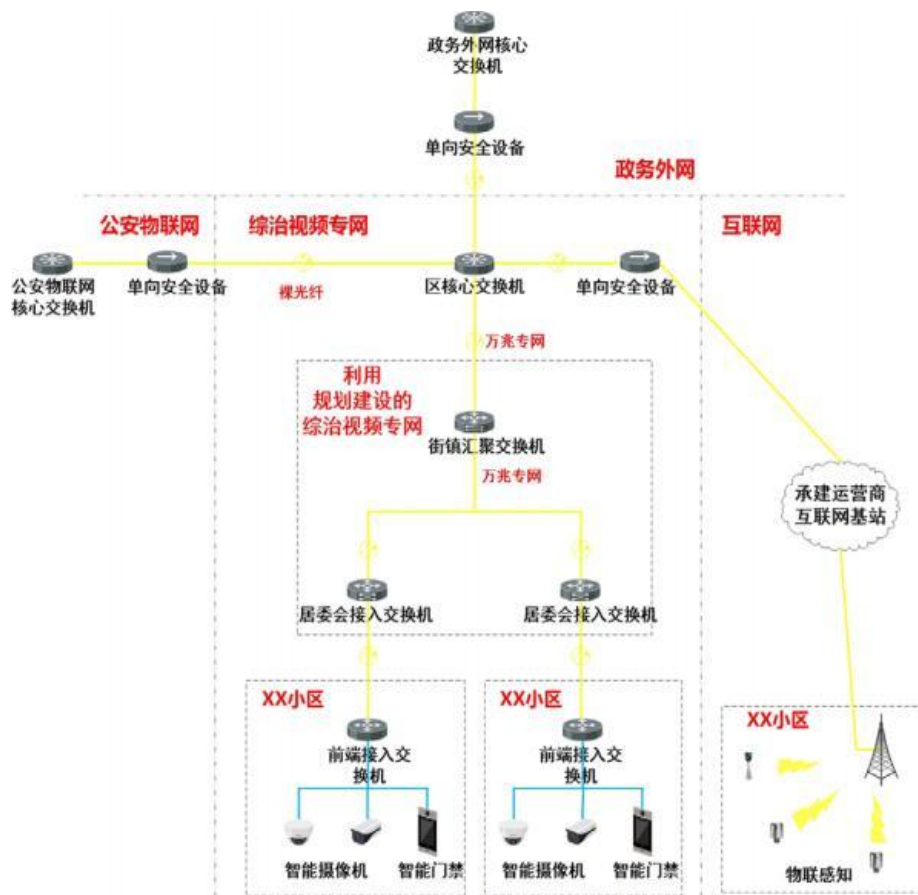 政务外网核心
交换机
单向安全设备
政务外网
公安物联网
综治视频专网
互联网
公安物联网
核心交换机
单向安全设备
裸光纤
区核心交换机
单向安全设备
万兆专网
利用
规划建设的
综治视频专网
街镇汇聚交换机
万兆专网
承建运营商
互联网基站
居委会接入交换机
居委会接入交换机
XX小区
XX小区
XX小区
前端接入交
换机
前端接入交
换机
智能摄像机
智能门禁
智能摄像机
智能门禁
物联感知